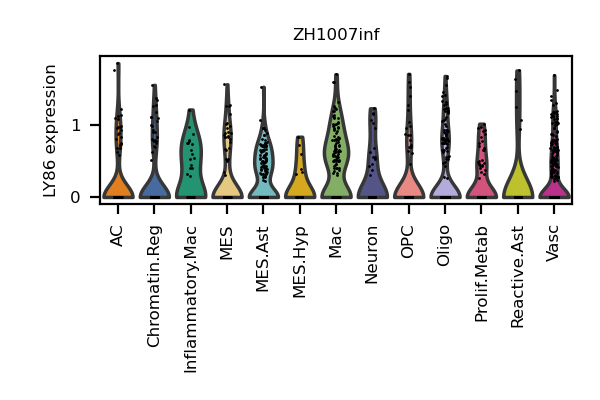 ZH1007inf
LY86 expression
1
0
AC
Chromatin.Reg
Inflammatory.Mac
MES
MES.Ast
MES.Hyp
Mac
Neuron
OPC
Oligo
Prolif.Metab
Reactive.Ast
Vasc